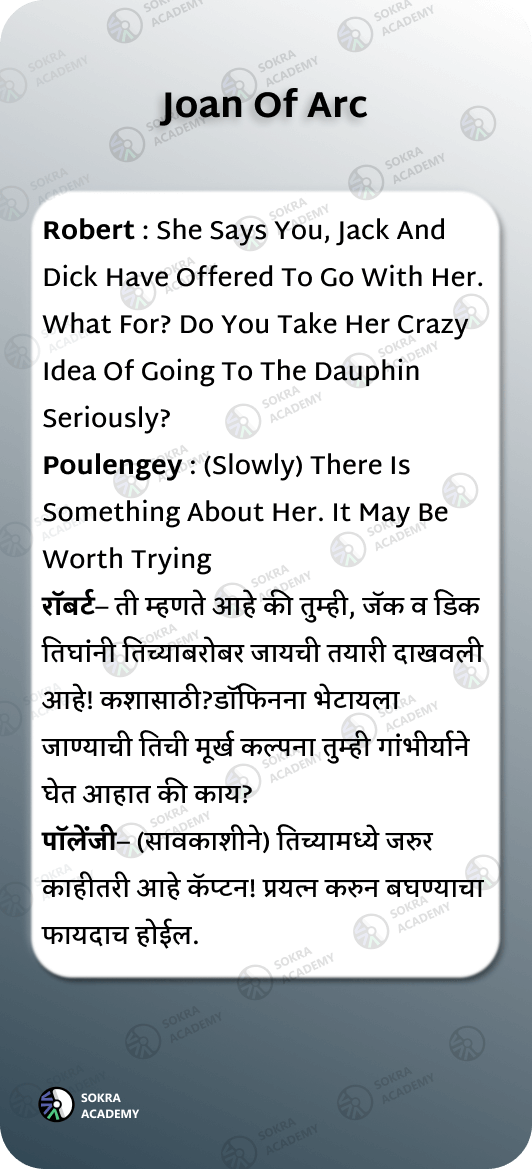 Joan Of Arc
Robert : She Says You, Jack And
Dick Have Offered To Go With Her.
What For? Do You Take Her Crazy
Idea Of Going To The Dauphin
Seriously?
Poulengey : (Slowly) There Is
Something About Her. It May Be
Worth Trying
रॉबर्ट– ती म्हणते आहे की तुम्ही, जॅक व डिक
तिघांनी तिच्याबरोबर जायची तयारी दाखवली
आहे! कशासाठी?डॉफिनना भेटायला
जाण्याची तिची मूर्ख कल्पना तुम्ही गांभीर्याने
घेत आहात की काय?
पॉलेंजी– (सावकाशीने) तिच्यामध्ये जरुर
काहीतरी आहे कॅप्टन! प्रयत्न करुन बघण्याचा
फायदाच होईल.
SOKRA
ACADEMY